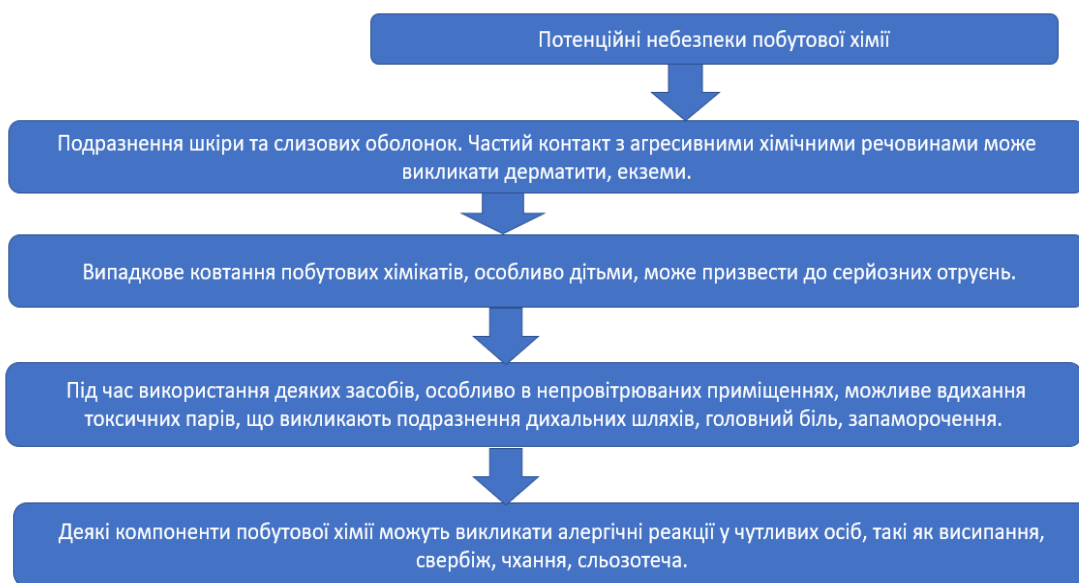 Потенційні небезпеки побутової хімії
Подразнення шкіри та слизових оболонок. Частий контакт з агресивними хімічними речовинами може
викликати дерматити, екземи.
Випадкове ковтання побутових хімікатів, особливо дітьми, може призвести до серйозних отруєнь.
Під час використання деяких засобів, особливо в непровітрюваних приміщеннях, можливе вдихання
токсичних парів, що викликають подразнення дихальних шляхів, головний біль, запаморочення.
Деякі компоненти побутової хімії можуть викликати алергічні реакції у чутливих осіб, такі як висипання,
свербіж, чхання, сльозотеча.